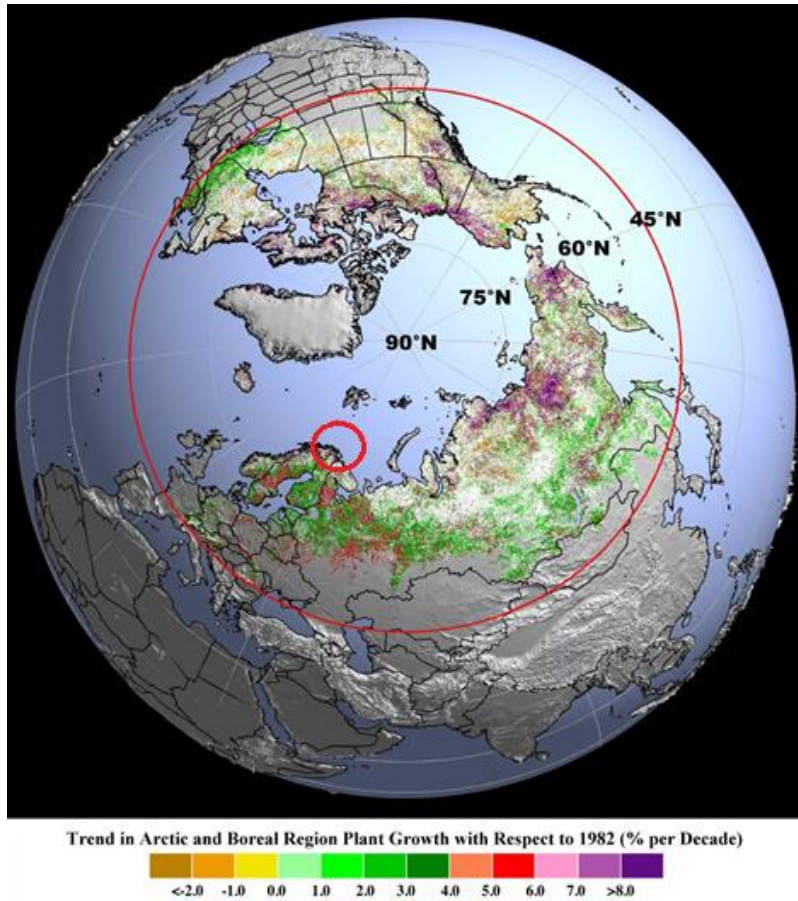 45°N
60°N
75°N
90°N
Trend in Arctic and Boreal Region Plant Growth with Respect to 1982 (% per Decade)
<-2.0 -1.0 0.0 1.0 2.0 3.0 4.0 5.0 6.0 7.0 >8.0